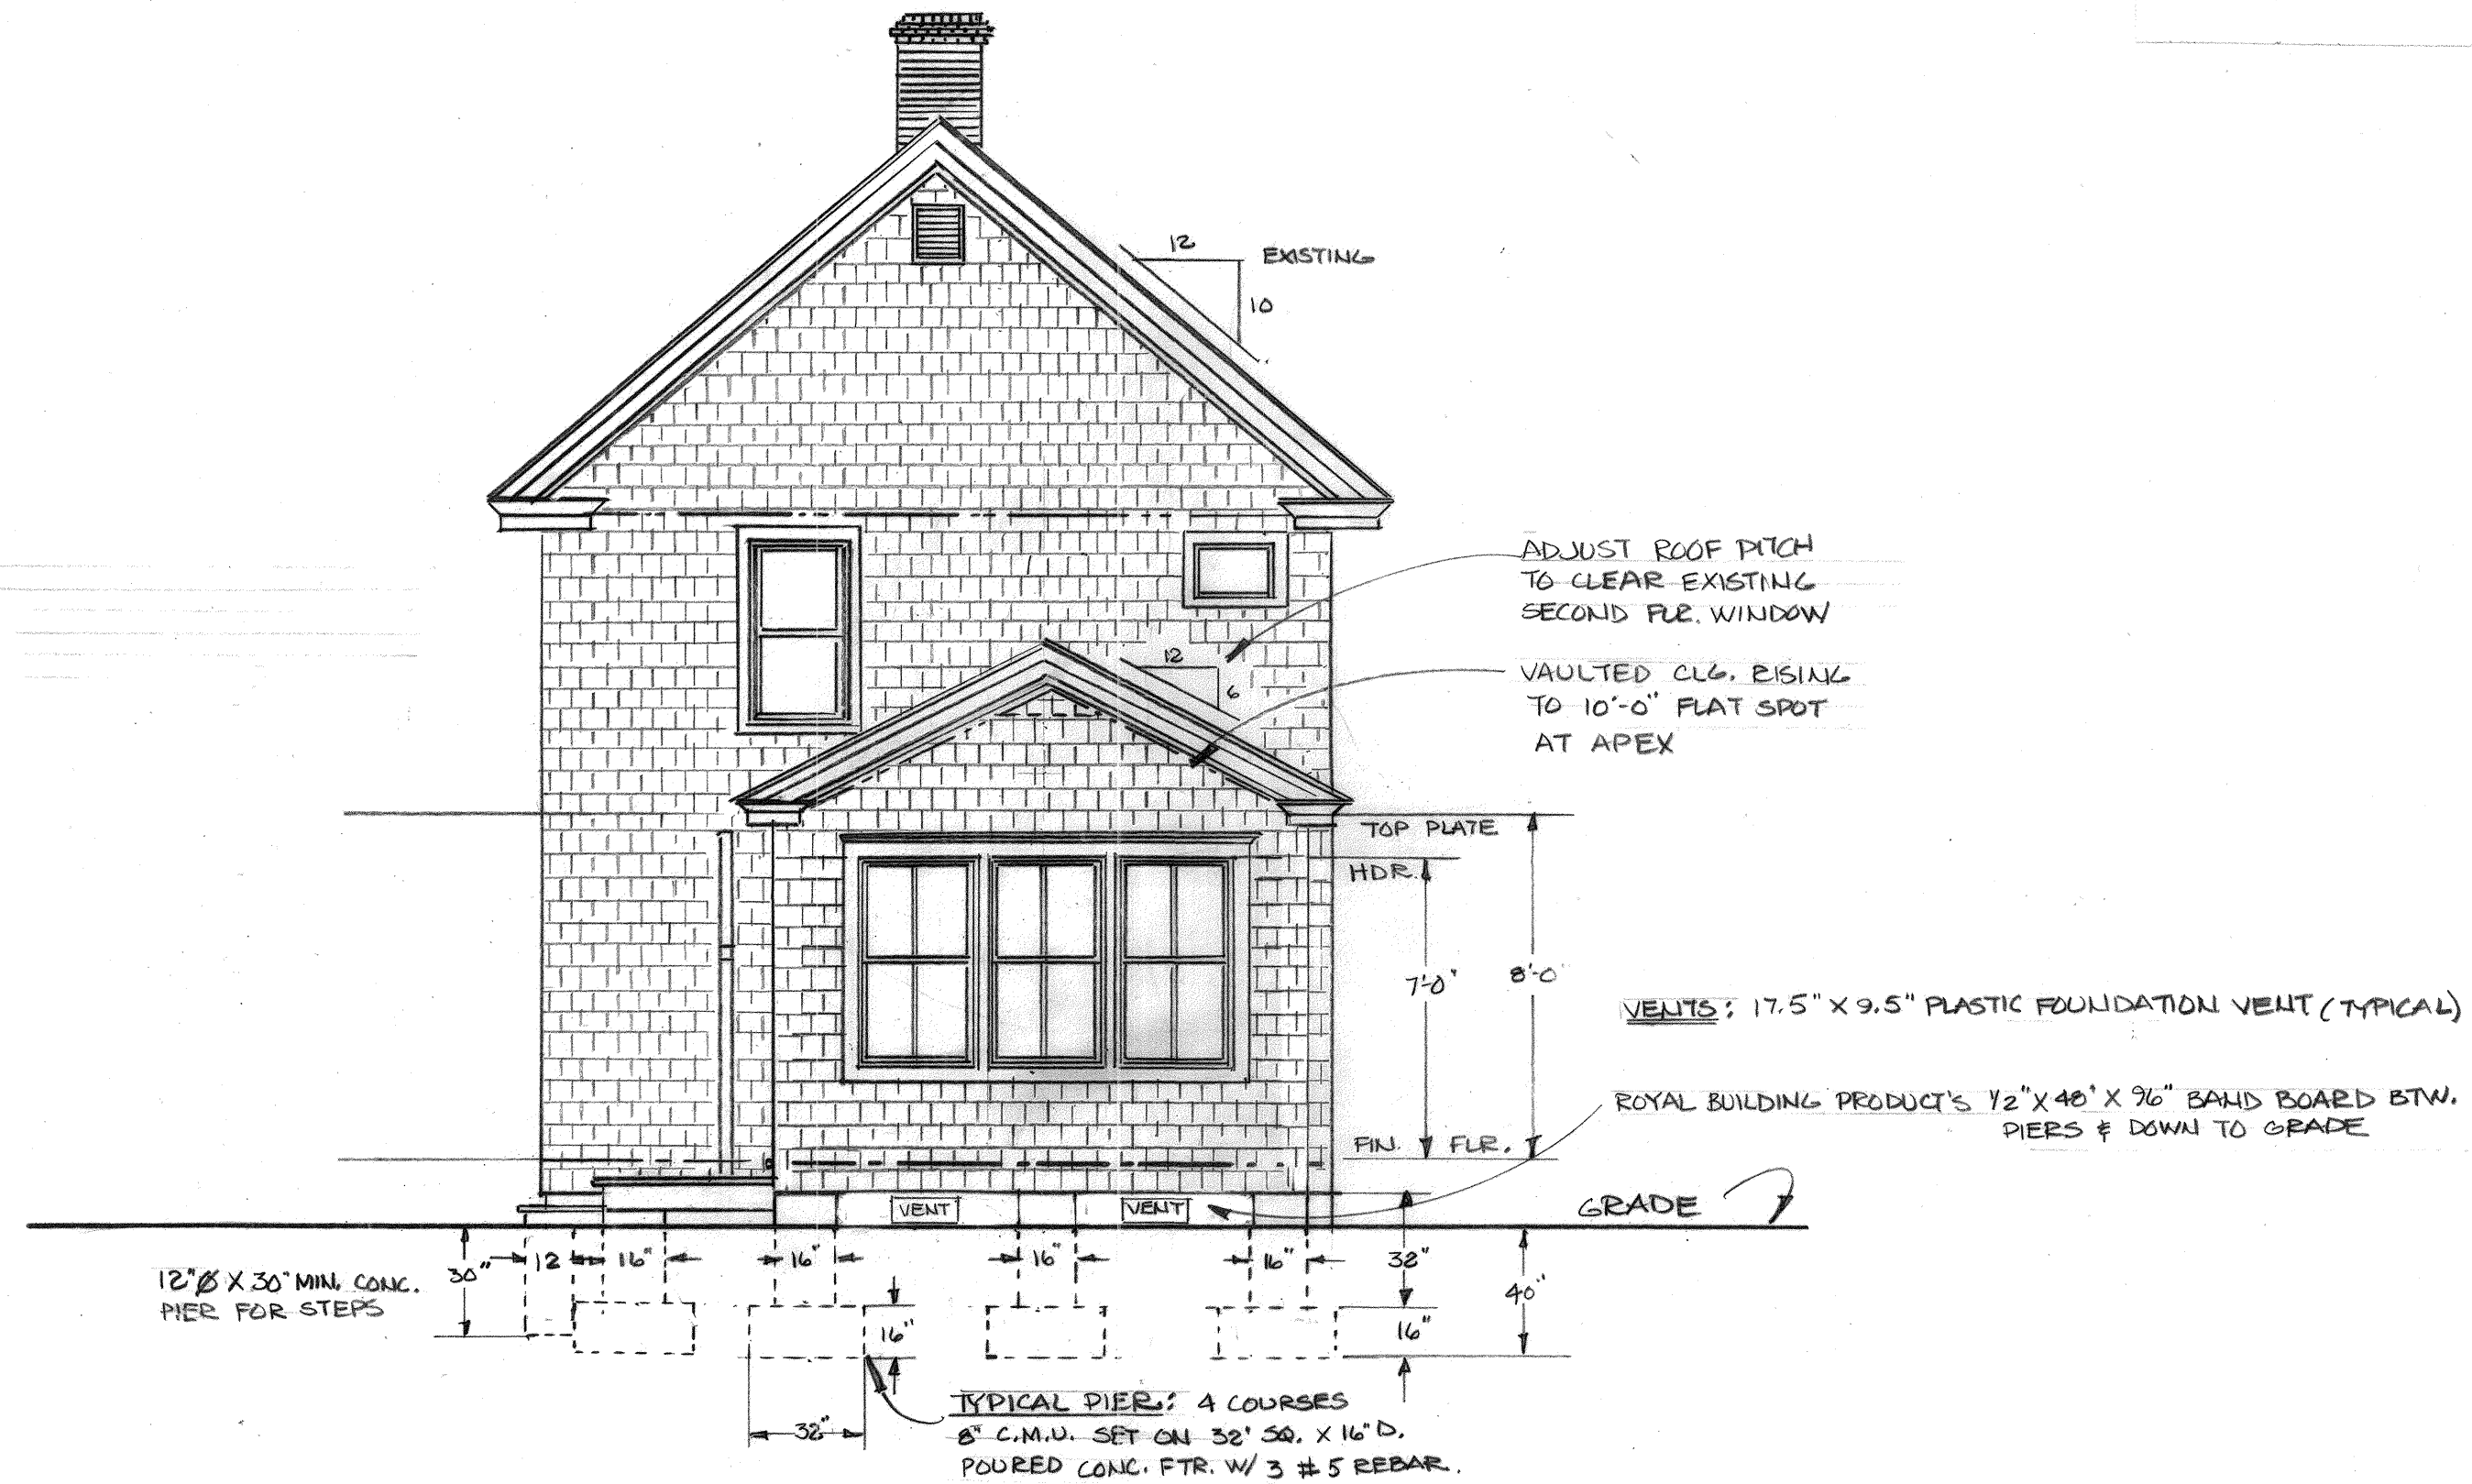 12
EXISTING
10
ADJUST ROOF PITCH
TO CLEAR EXISTING
SECOND FLR. WINDOW
12
6
VAULTED CLG. RISING
TO 10'-0" FLAT SPOT
AT APEX
TOP PLATE
HDR.
7'-0"
8'-0"
VENTS: 17.5" X 9.5" PLASTIC FOUNDATION VENT (TYPICAL)
ROYAL BUILDING PRODUCT'S 1/2" X 48" X 96" BAND BOARD BTW.
PIERS & DOWN TO GRADE
FIN. FLR.
VENT
VENT
GRADE
30"
12
16"
16"
16"
16"
32"
40"
12"Ø X 30" MIN. CONC.
PIER FOR STEPS
16"
16"
32"
TYPICAL PIER: 4 COURSES
8" C.M.U. SET ON 32" SQ. X 16" D.
POURED CONC. FTR. W/ 3 #5 REBAR.